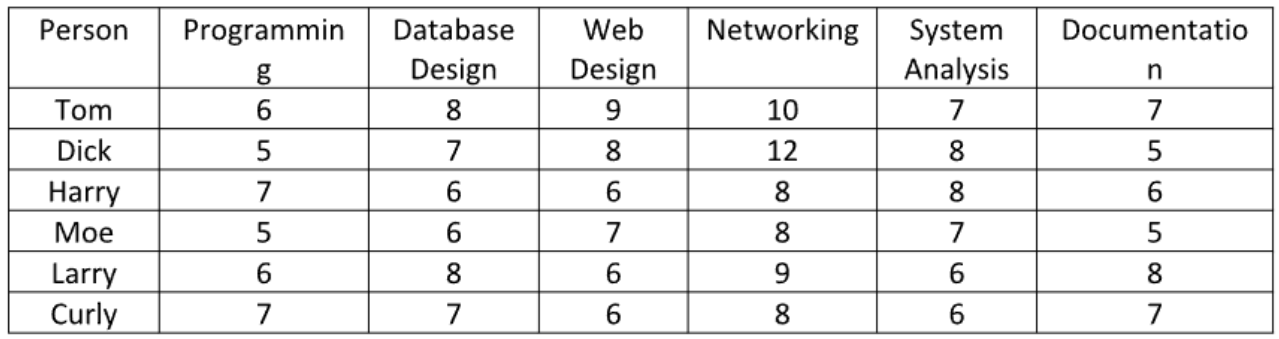 Person Programmin Database Web Networking System Documentatio
g Design Design Analysis n
Tom 6 8 9 10 7 7
Dick 5 7 8 12 8 5
Harry 7 6 6 8 8 6
Moe 5 6 7 8 7 5
Larry 6 8 6 9 6 8
Curly 7 7 6 8 6 7